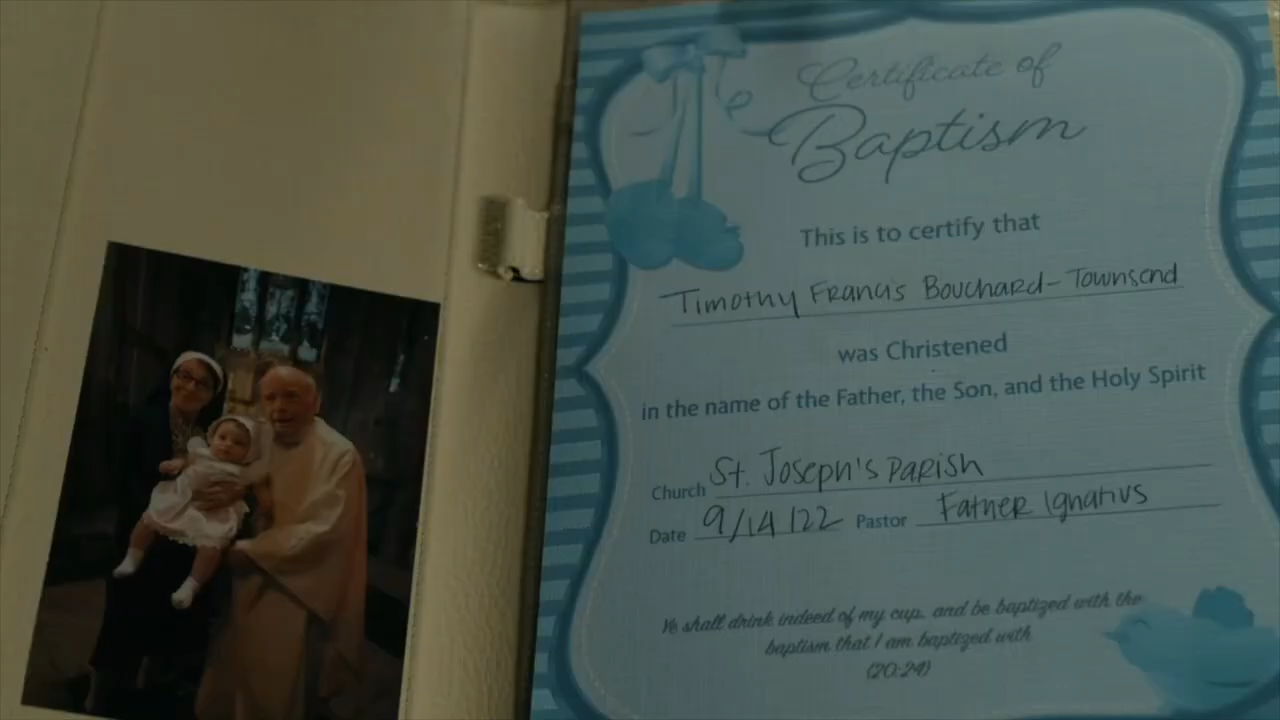 Certificate of
Baptism
This is to certify that
Timothy Francis Bouchard-Townsend
was Christened
in the name of the Father, the Son, and the Holy Spirit
Church St. Joseph's Parish
Date 9/14/22 Pastor Father Ignatius
Ye shall drink indeed of my cup, and be baptized with the
baptism that I am baptized with
(20:24)